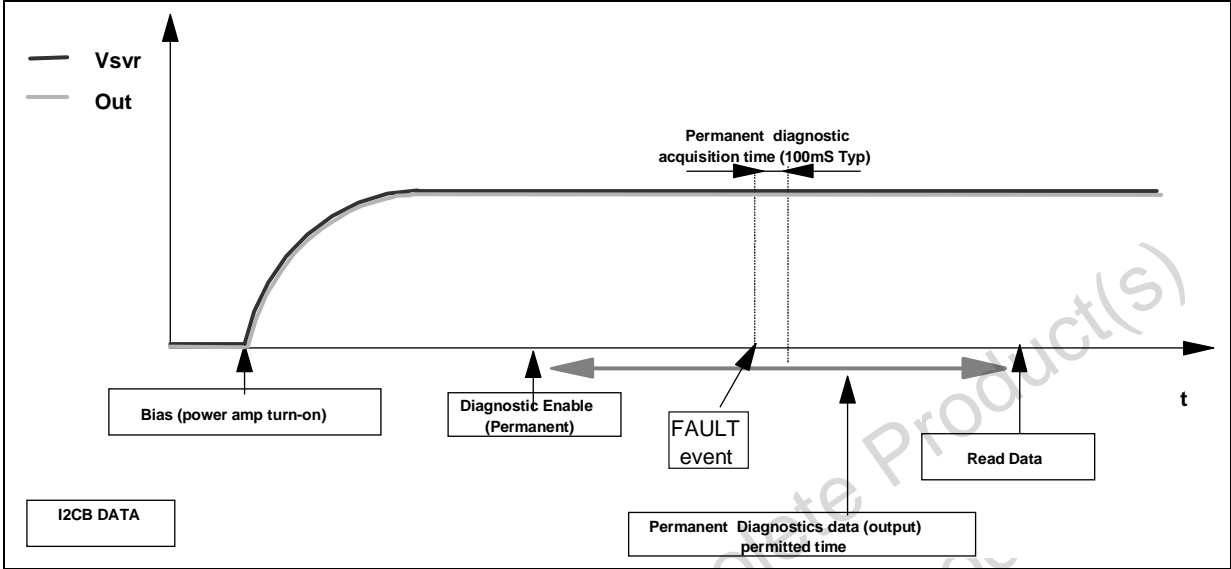 Vsvr
Out
Permanent diagnostic
acquisition time (100mS Typ)
Bias (power amp turn-on)
Diagnostic Enable
(Permanent)
FAULT
event
Read Data
t
I2CB DATA
Permanent Diagnostics data (output)
permitted time
Product(s)